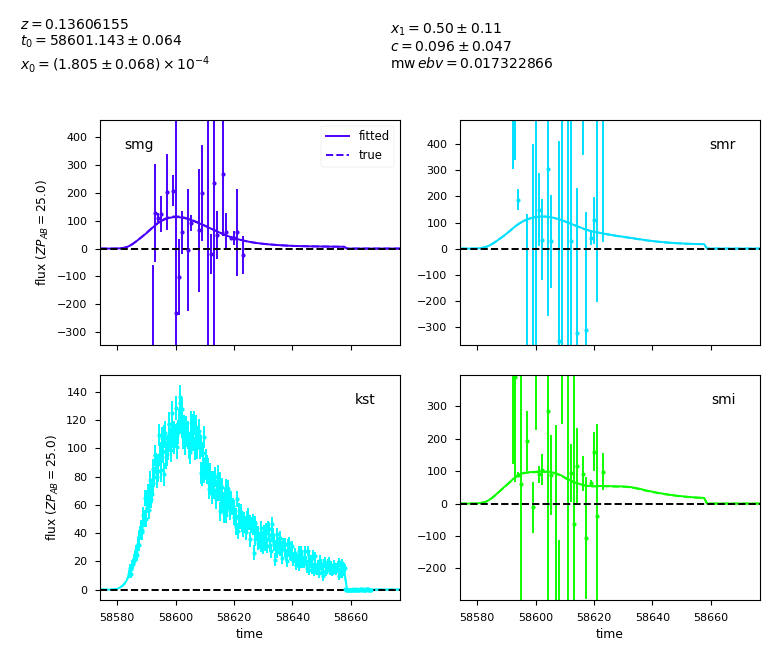 z = 0.13606155
t₀ = 58601.143 ± 0.064
x₀ = (1.805 ± 0.068) × 10⁻⁴
x₁ = 0.50 ± 0.11
c = 0.096 ± 0.047
mw ebv = 0.017322866
smg
fitted
true
400
300
200
100
0
−100
−200
−300
flux (ZP_AB = 25.0)
smr
400
300
200
100
0
−100
−200
−300
kst
140
120
100
80
60
40
20
0
flux (ZP_AB = 25.0)
58580 58600 58620 58640 58660
time
smi
300
200
100
0
−100
−200
58580 58600 58620 58640 58660
time